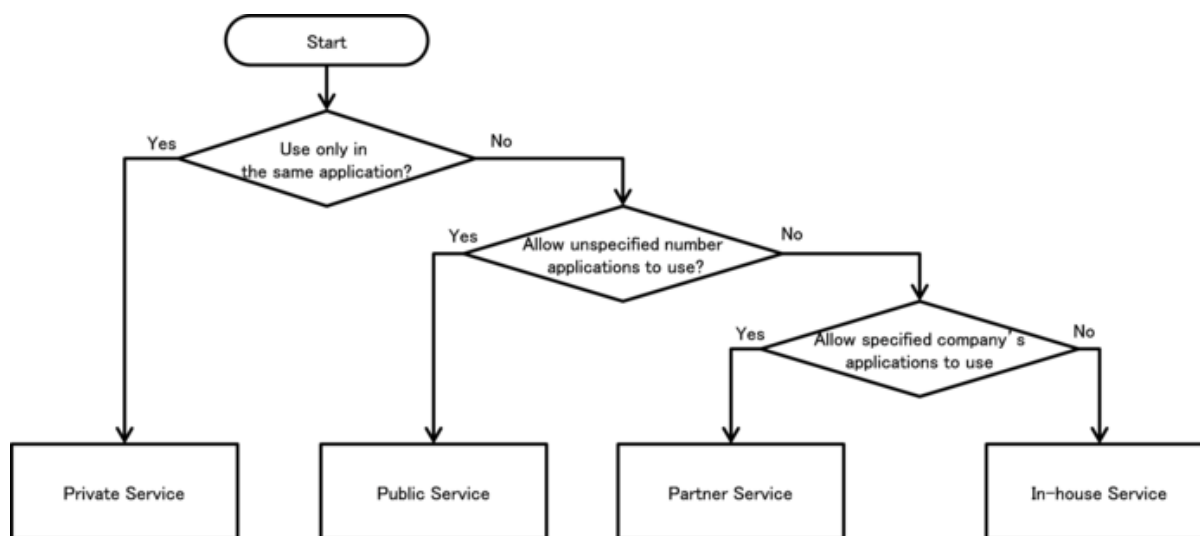 Start
Yes
No
Use only in
the same application?
Yes
No
Allow unspecified number
applications to use?
Yes
No
Allow specified company's
applications to use
Private Service
Public Service
Partner Service
In-house Service